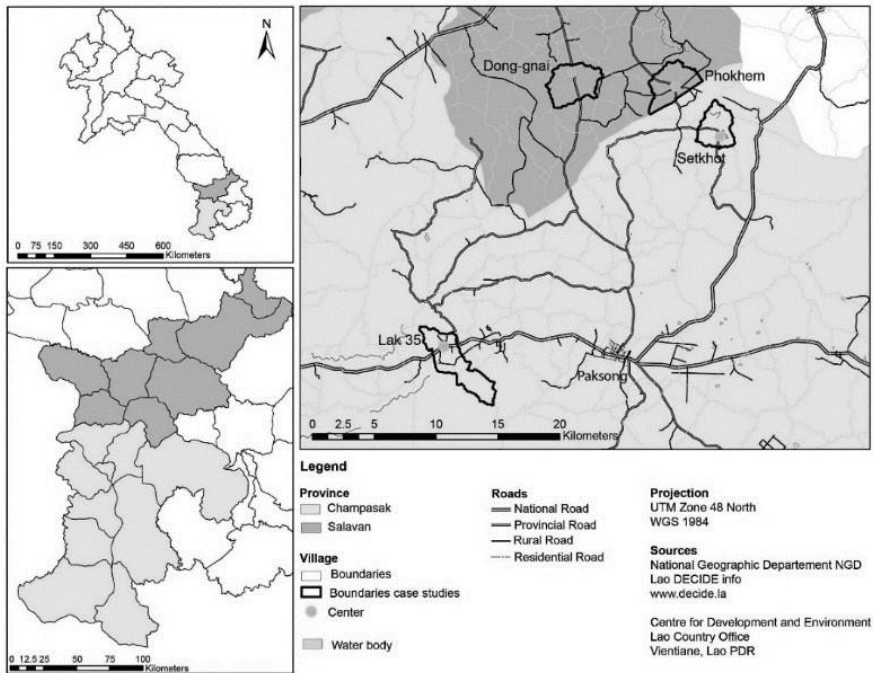 N
0 75 150 300 450 600
Kilometers
0 12.5 25 50 75 100
Kilometers
Dong-gnai
Phokhem
Setkhot
Lak 35
Paksong
0 2.5 5 10 15 20
Kilometers
Legend
Province
Champasak
Salavan
Village
Boundaries
Boundaries case studies
Center
Water body
Roads
National Road
Provincial Road
Rural Road
Residential Road
Projection
UTM Zone 48 North
WGS 1984
Sources
National Geographic Departement NGD
Lao DECIDE info
www.decide.la
Centre for Development and Environment
Lao Country Office
Vientiane, Lao PDR